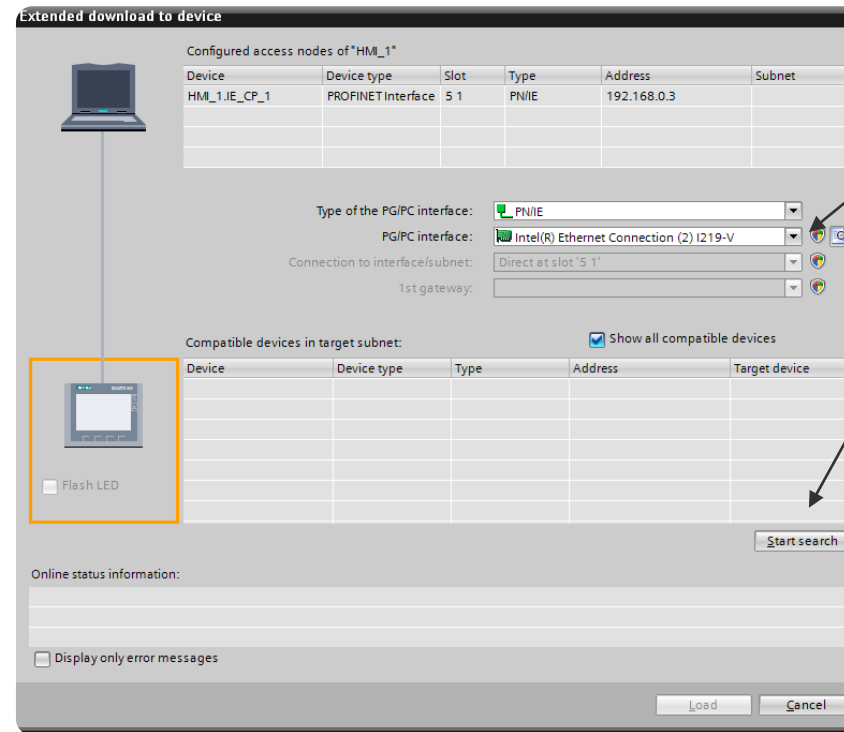 Extended download to device
Configured access nodes of "HMI_1"
Device Device type Slot Type Address Subnet
HMI_1.IE_CP_1 PROFINET Interface 5 1 PN/IE 192.168.0.3
Type of the PG/PC interface: PN/IE
PG/PC interface: Intel(R) Ethernet Connection (2) I219-V
Connection to interface/subnet: Direct at slot '5 1'
1st gateway:
Compatible devices in target subnet: Show all compatible devices
Device Device type Type Address Target device
Flash LED
Start search
Online status information:
Display only error messages
Load Cancel